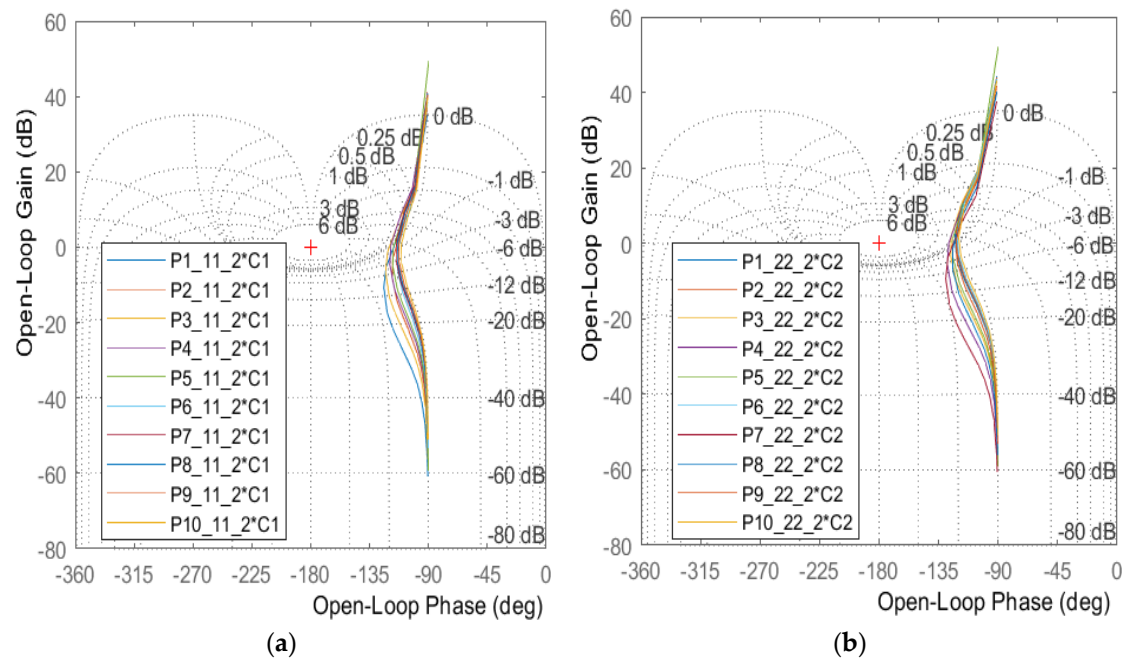 60
40
20
0
-20
-40
-60
-80
Open-Loop Gain (dB)
0 dB
0.25 dB
0.5 dB
1 dB
3 dB
6 dB
-1 dB
-3 dB
-6 dB
-12 dB
-20 dB
-40 dB
-60 dB
-80 dB
P1_11_2*C1
P2_11_2*C1
P3_11_2*C1
P4_11_2*C1
P5_11_2*C1
P6_11_2*C1
P7_11_2*C1
P8_11_2*C1
P9_11_2*C1
P10_11_2*C1
-360 -315 -270 -225 -180 -135 -90 -45 0
Open-Loop Phase (deg)
(a)
60
40
20
0
-20
-40
-60
-80
Open-Loop Gain (dB)
0 dB
0.25 dB
0.5 dB
1 dB
3 dB
6 dB
-1 dB
-3 dB
-6 dB
-12 dB
-20 dB
-40 dB
-60 dB
-80 dB
P1_22_2*C2
P2_22_2*C2
P3_22_2*C2
P4_22_2*C2
P5_22_2*C2
P6_22_2*C2
P7_22_2*C2
P8_22_2*C2
P9_22_2*C2
P10_22_2*C2
-360 -315 -270 -225 -180 -135 -90 -45 0
Open-Loop Phase (deg)
(b)